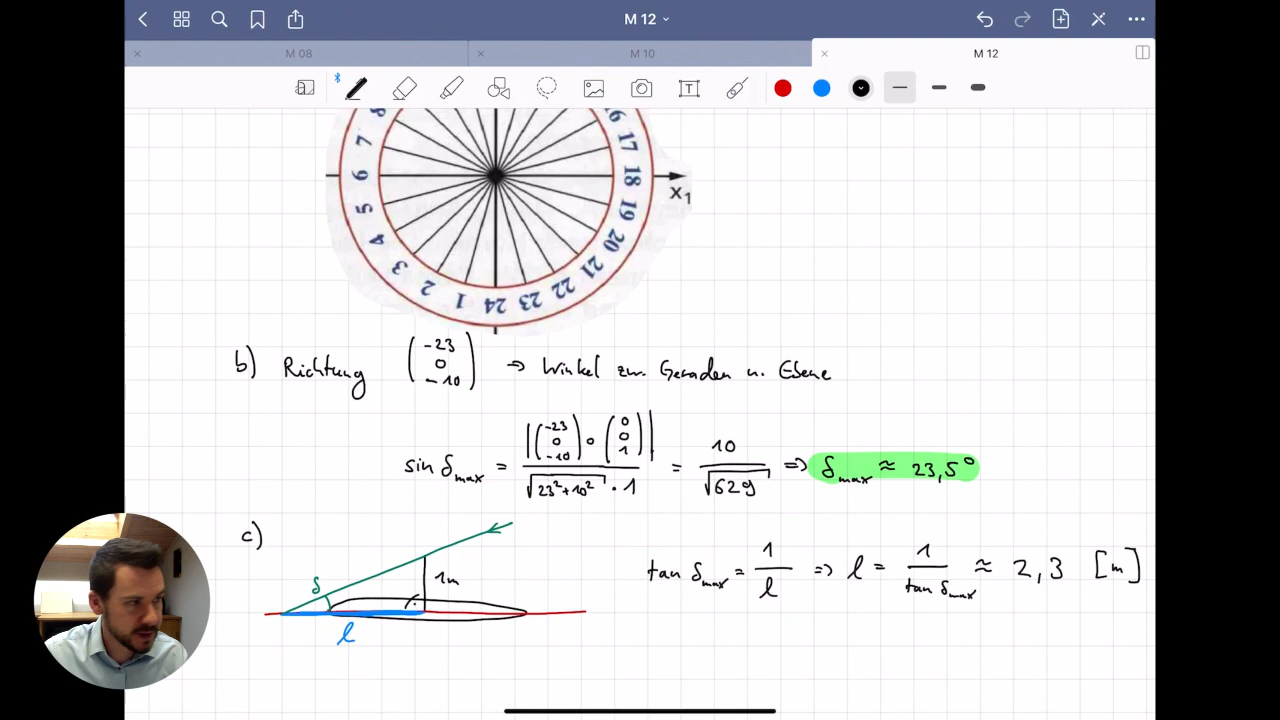 M 12
M 08
M 10
M 12
T
8
7
6
5
4
3
2
1
24
23
22
21
20
19
18
17
16
x₁
b) Richtung (-23 0 -10) ⇒ Winkel zw. Geraden u. Ebene
sin δmax = |(-23 0 -10) ∘ (0 0 1)| / √(23²+10²) · 1 = 10 / √629 ⇒ δmax ≈ 23,5°
c)
δ
1m
l
tan δmax = 1/l ⇒ l = 1 / tan δmax ≈ 2,3 [m]